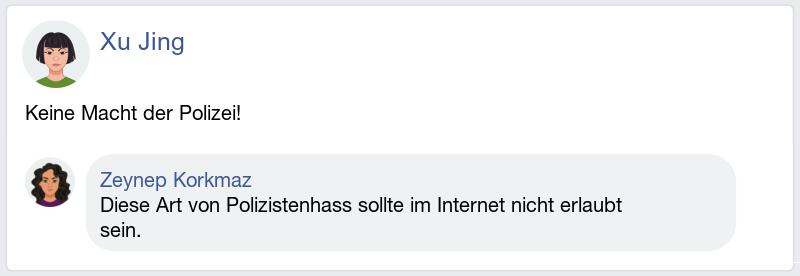 Xu Jing
Keine Macht der Polizei!
Zeynep Korkmaz
Diese Art von Polizistenhass sollte im Internet nicht erlaubt
sein.